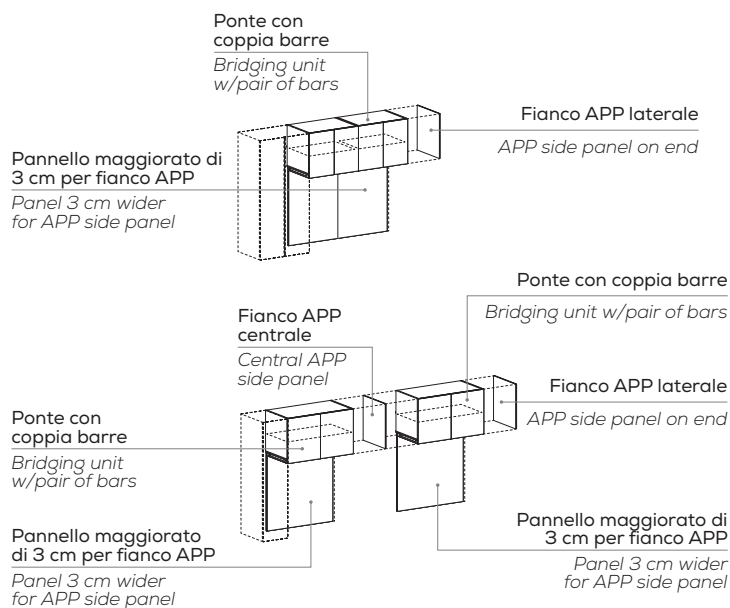 Ponte con
coppia barre
Bridging unit
w/pair of bars
Fianco APP laterale
APP side panel on end
Pannello maggiorato di
3 cm per fianco APP
Panel 3 cm wider
for APP side panel
Ponte con coppia barre
Bridging unit w/pair of bars
Fianco APP
centrale
Central APP
side panel
Fianco APP laterale
APP side panel on end
Ponte con
coppia barre
Bridging unit
w/pair of bars
Pannello maggiorato
di 3 cm per fianco APP
Panel 3 cm wider
for APP side panel
Pannello maggiorato di
3 cm per fianco APP
Panel 3 cm wider
for APP side panel